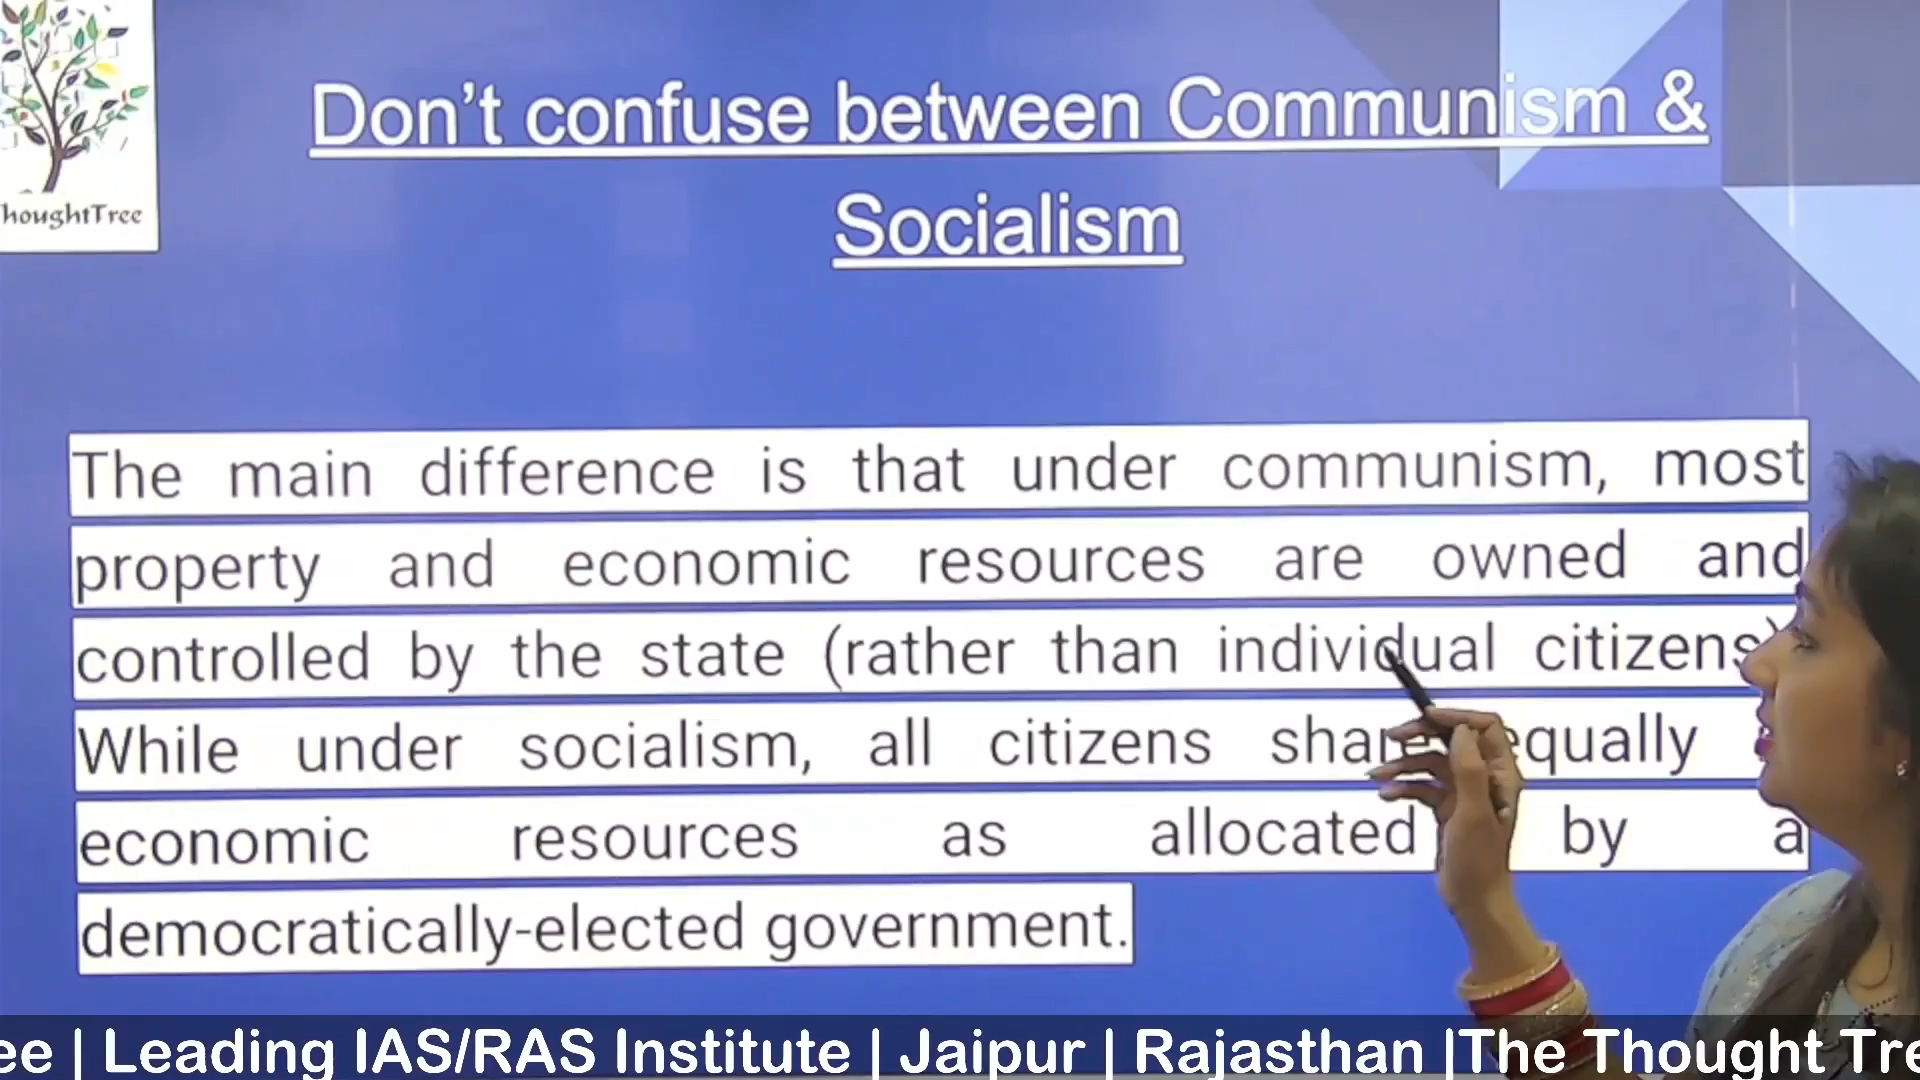 houghtTree
Don't confuse between Communism &
Socialism
The main difference is that under communism, most
property and economic resources are owned and
controlled by the state (rather than individual citizens)
While under socialism, all citizens share equally
economic resources as allocated by a
democratically-elected government.
ee | Leading IAS/RAS Institute | Jaipur | Rajasthan |The Thought Tre